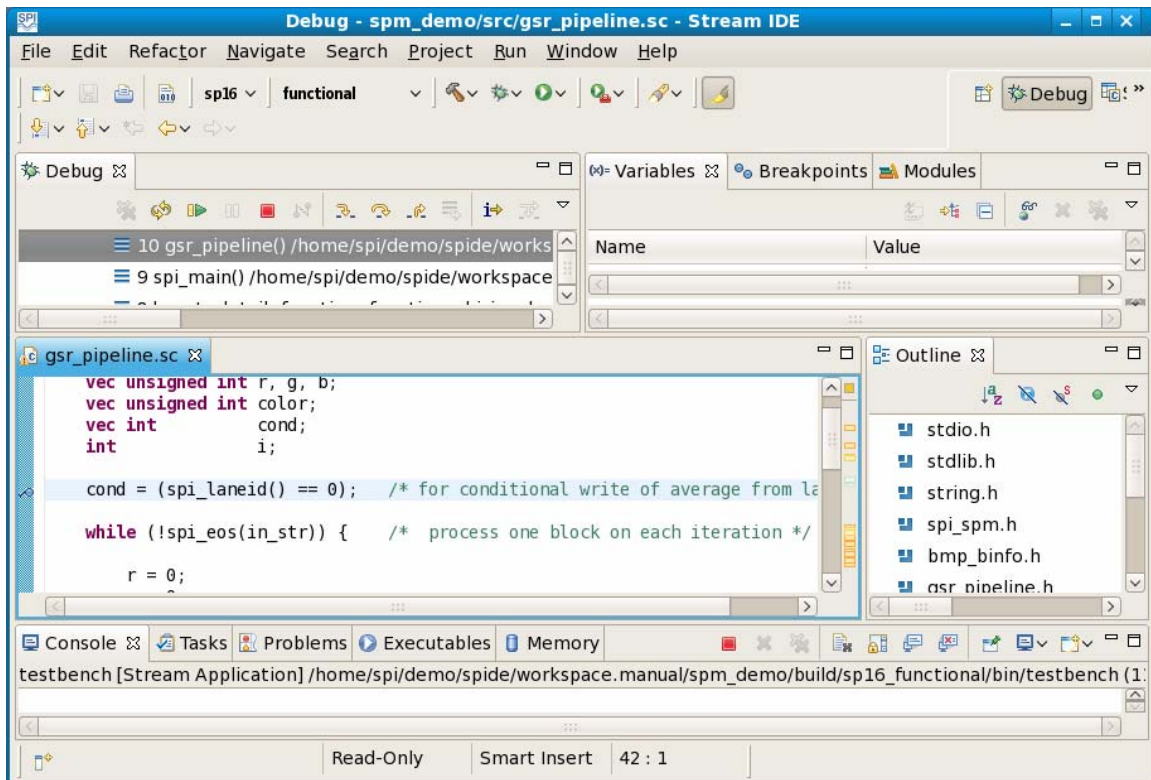 SPI Debug - spm_demo/src/gsr_pipeline.sc - Stream IDE
File Edit Refactor Navigate Search Project Run Window Help
010 sp16 functional Debug
Debug
10 gsr_pipeline() /home/spi/demo/spide/works
9 spi_main() /home/spi/demo/spide/workspace
(x)= Variables Breakpoints Modules
Name Value
gsr_pipeline.sc
vec unsigned int r, g, b;
vec unsigned int color;
vec int cond;
int i;
cond = (spi_laneid() == 0); /* for conditional write of average from la
while (!spi_eos(in_str)) { /* process one block on each iteration */
r = 0;
Outline
stdio.h
stdlib.h
string.h
spi_spm.h
bmp_binfo.h
gsr_pipeline.h
Console Tasks Problems Executables Memory
testbench [Stream Application] /home/spi/demo/spide/workspace.manual/spm_demo/build/sp16_functional/bin/testbench (1
Read-Only Smart Insert 42 : 1